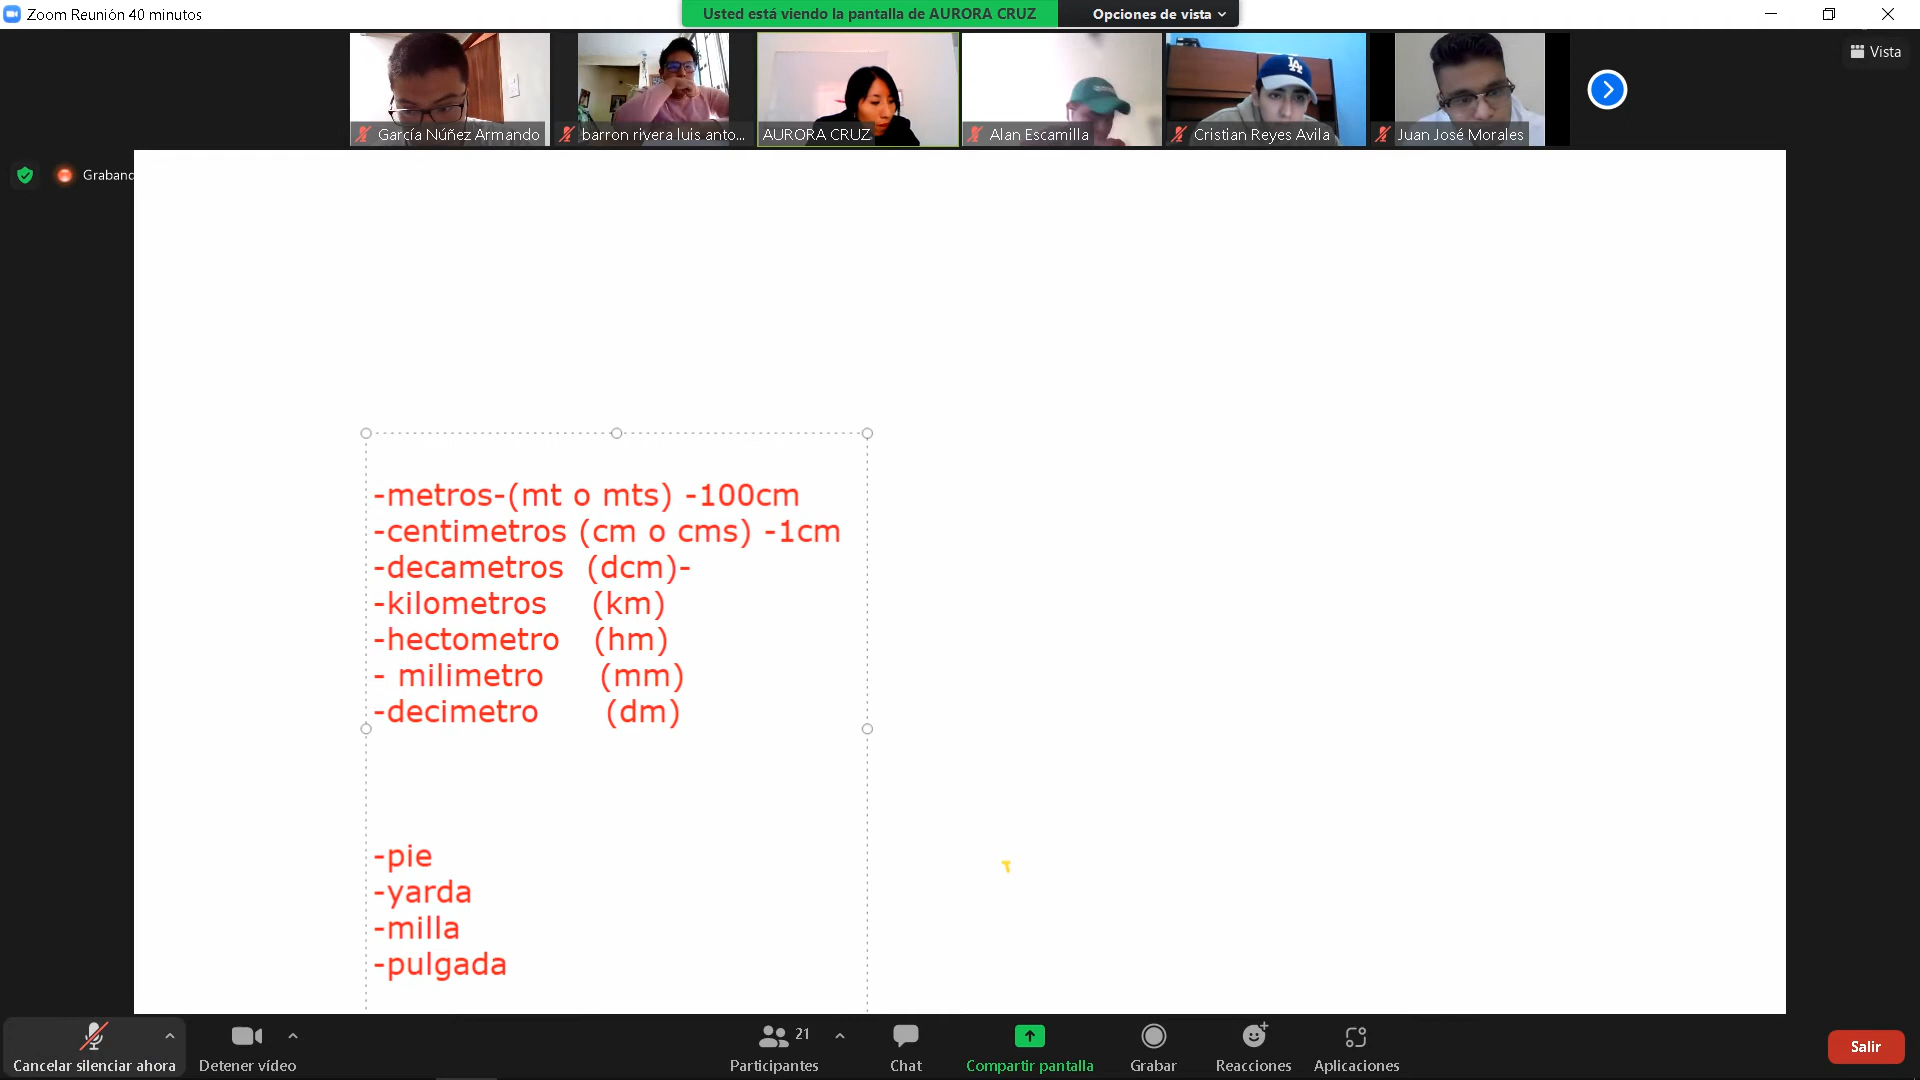 Zoom Reunión 40 minutos
Usted está viendo la pantalla de AURORA CRUZ
Opciones de vista
Vista
García Núñez Armando
barron rivera luis anto...
AURORA CRUZ
Alan Escamilla
Cristian Reyes Avila
Juan José Morales
LA
Graband
-metros-(mt o mts) -100cm
-centimetros (cm o cms) -1cm
-decametros (dcm)-
-kilometros (km)
-hectometro (hm)
- milimetro (mm)
-decimetro (dm)
-pie
-yarda
-milla
-pulgada
Cancelar silenciar ahora
Detener vídeo
21
Participantes
Chat
Compartir pantalla
Grabar
Reacciones
Aplicaciones
Salir